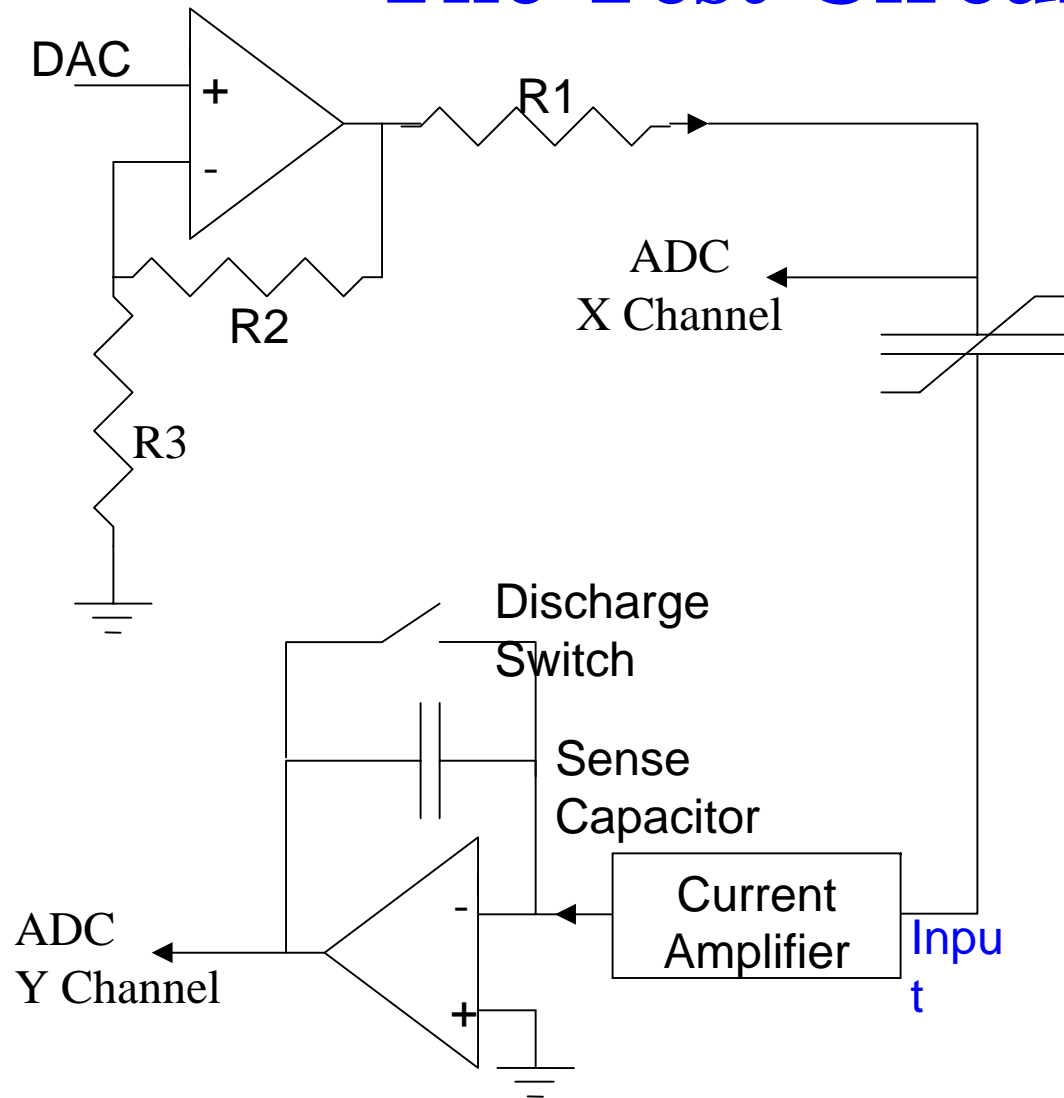 DAC
+
R1
-
ADC
X Channel
R2
R3
Discharge
Switch
Sense
Capacitor
Current
Amplifier
-
ADC
Y Channel
Inpu
t
+